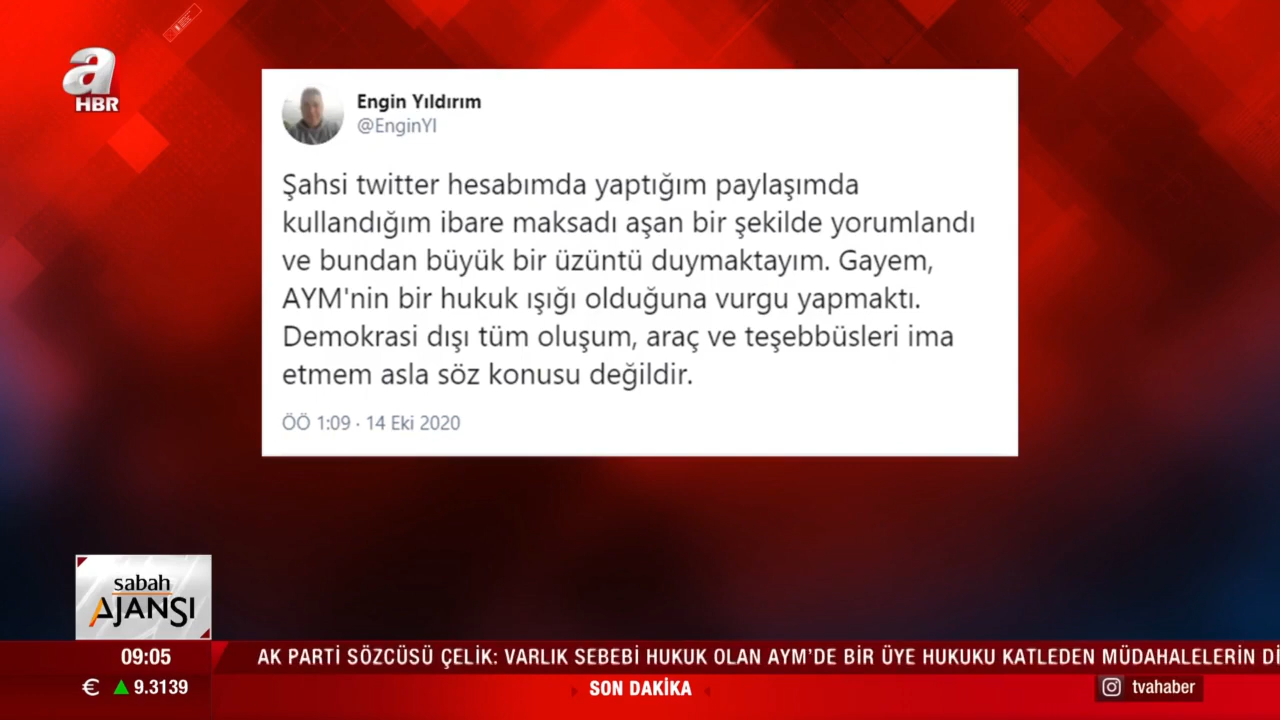 a
HBR
Engin Yıldırım
@EnginYl
Şahsi twitter hesabımda yaptığım paylaşımda
kullandığım ibare maksadı aşan bir şekilde yorumlandı
ve bundan büyük bir üzüntü duymaktayım. Gayem,
AYM'nin bir hukuk ışığı olduğuna vurgu yapmaktı.
Demokrasi dışı tüm oluşum, araç ve teşebbüsleri ima
etmem asla söz konusu değildir.
ÖÖ 1:09 · 14 Eki 2020
sabah
AJANSI
09:05
AK PARTİ SÖZCÜSÜ ÇELİK: VARLIK SEBEBİ HUKUK OLAN AYM'DE BİR ÜYE HUKUKU KATLEDEN MÜDAHALELERİN Dİ
€ 9.3139
SON DAKİKA
tvahaber